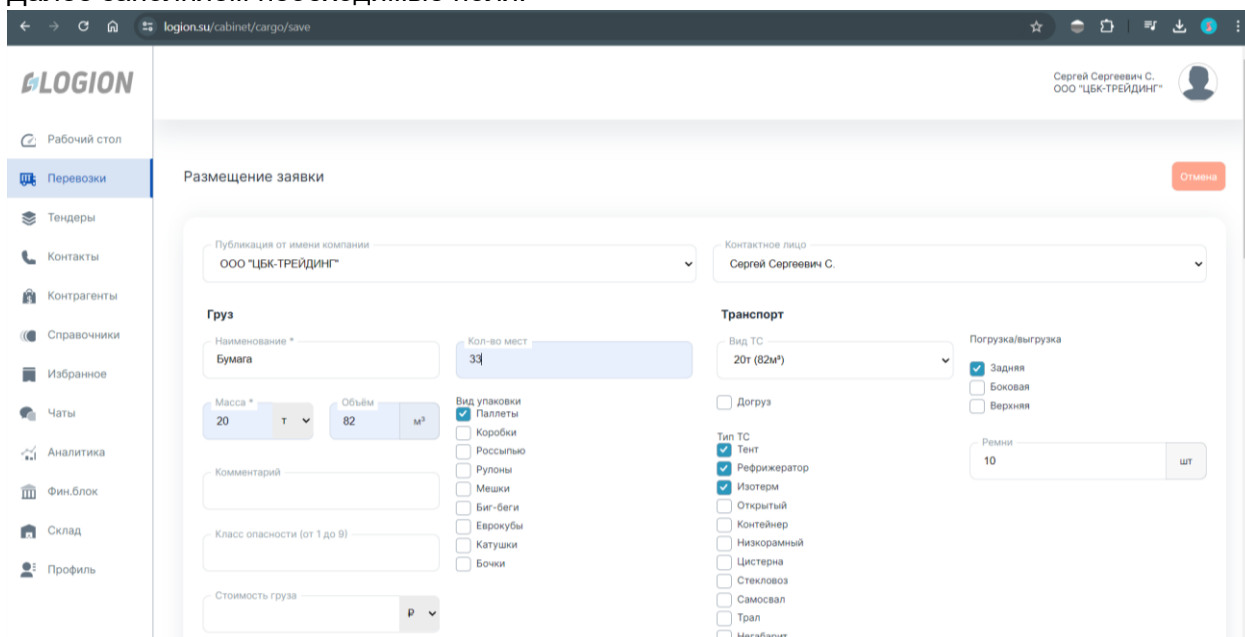 Далее заполняем необходимые поля.
logion.su/cabinet/cargo/save
LOGION
Сергей Сергеевич С.
ООО "ЦБК-ТРЕЙДИНГ"
Рабочий стол
Перевозки
Тендеры
Контакты
Контрагенты
Справочники
Избранное
Чаты
Аналитика
Фин.блок
Склад
Профиль
Размещение заявки
Отмена
Публикация от имени компании
ООО "ЦБК-ТРЕЙДИНГ"
Контактное лицо
Сергей Сергеевич С.
Груз
Наименование *
Бумага
Кол-во мест
33
Масса *
20 т
Объём
82 м³
Вид упаковки
Паллеты
Коробки
Россыпью
Рулоны
Мешки
Биг-беги
Еврокубы
Катушки
Бочки
Комментарий
Класс опасности (от 1 до 9)
Стоимость груза
₽
Транспорт
Вид ТС
20т (82м³)
Догруз
Тип ТС
Тент
Рефрижератор
Изотерм
Открытый
Контейнер
Низкорамный
Цистерна
Стекловоз
Самосвал
Трал
Негабарит
Погрузка/выгрузка
Задняя
Боковая
Верхняя
Ремни
10 шт